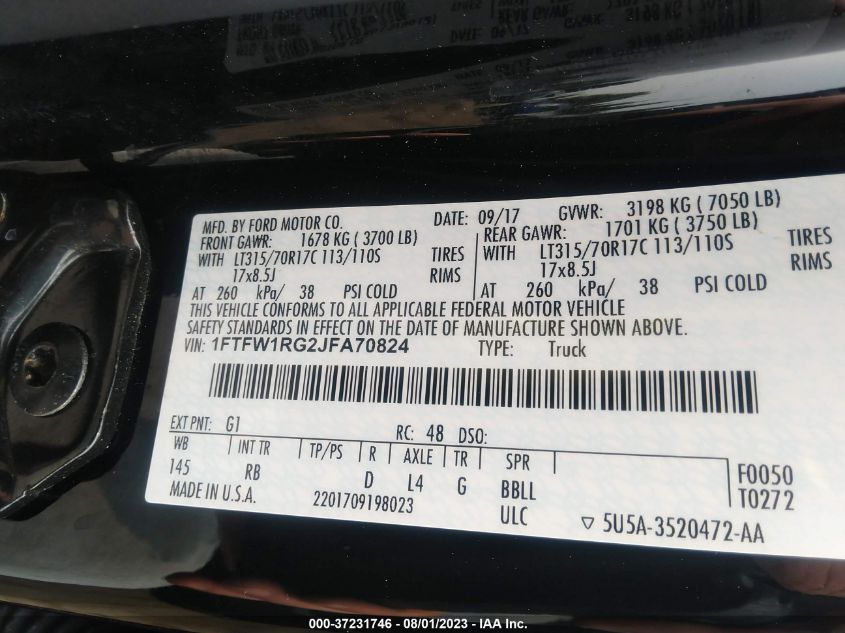 MFD. BY FORD MOTOR CO. DATE: 09/17 GVWR: 3198 KG ( 7050 LB)
FRONT GAWR: 1678 KG ( 3700 LB) REAR GAWR: 1701 KG ( 3750 LB)
WITH LT315/70R17C 113/110S TIRES WITH LT315/70R17C 113/110S TIRES
17x8.5J RIMS 17x8.5J RIMS
AT 260 kPa/ 38 PSI COLD AT 260 kPa/ 38 PSI COLD
THIS VEHICLE CONFORMS TO ALL APPLICABLE FEDERAL MOTOR VEHICLE
SAFETY STANDARDS IN EFFECT ON THE DATE OF MANUFACTURE SHOWN ABOVE.
VIN: 1FTFW1RG2JFA70824 TYPE: Truck
EXT PNT: G1 RC: 48 DSO:
WB INT TR TP/PS R AXLE TR SPR
145 RB D L4 G BBLL F0050
MADE IN U.S.A. 2201709198023 ULC T0272
▽ 5U5A-3520472-AA
000-37231746 - 08/01/2023 - IAA Inc.